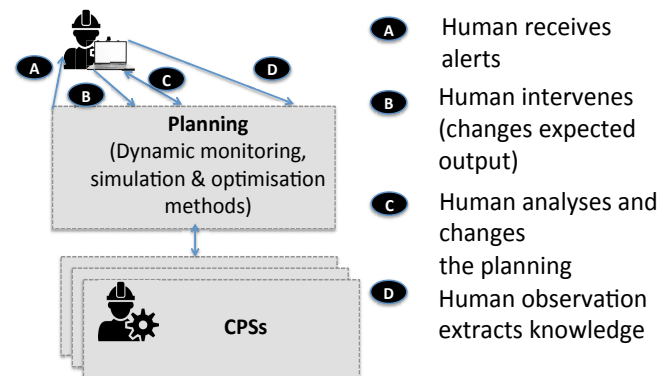 A
B
C
D
Planning
(Dynamic monitoring,
simulation & optimisation
methods)
CPSs
A
Human receives
alerts
B
Human intervenes
(changes expected
output)
C
Human analyses and
changes
the planning
D
Human observation
extracts knowledge